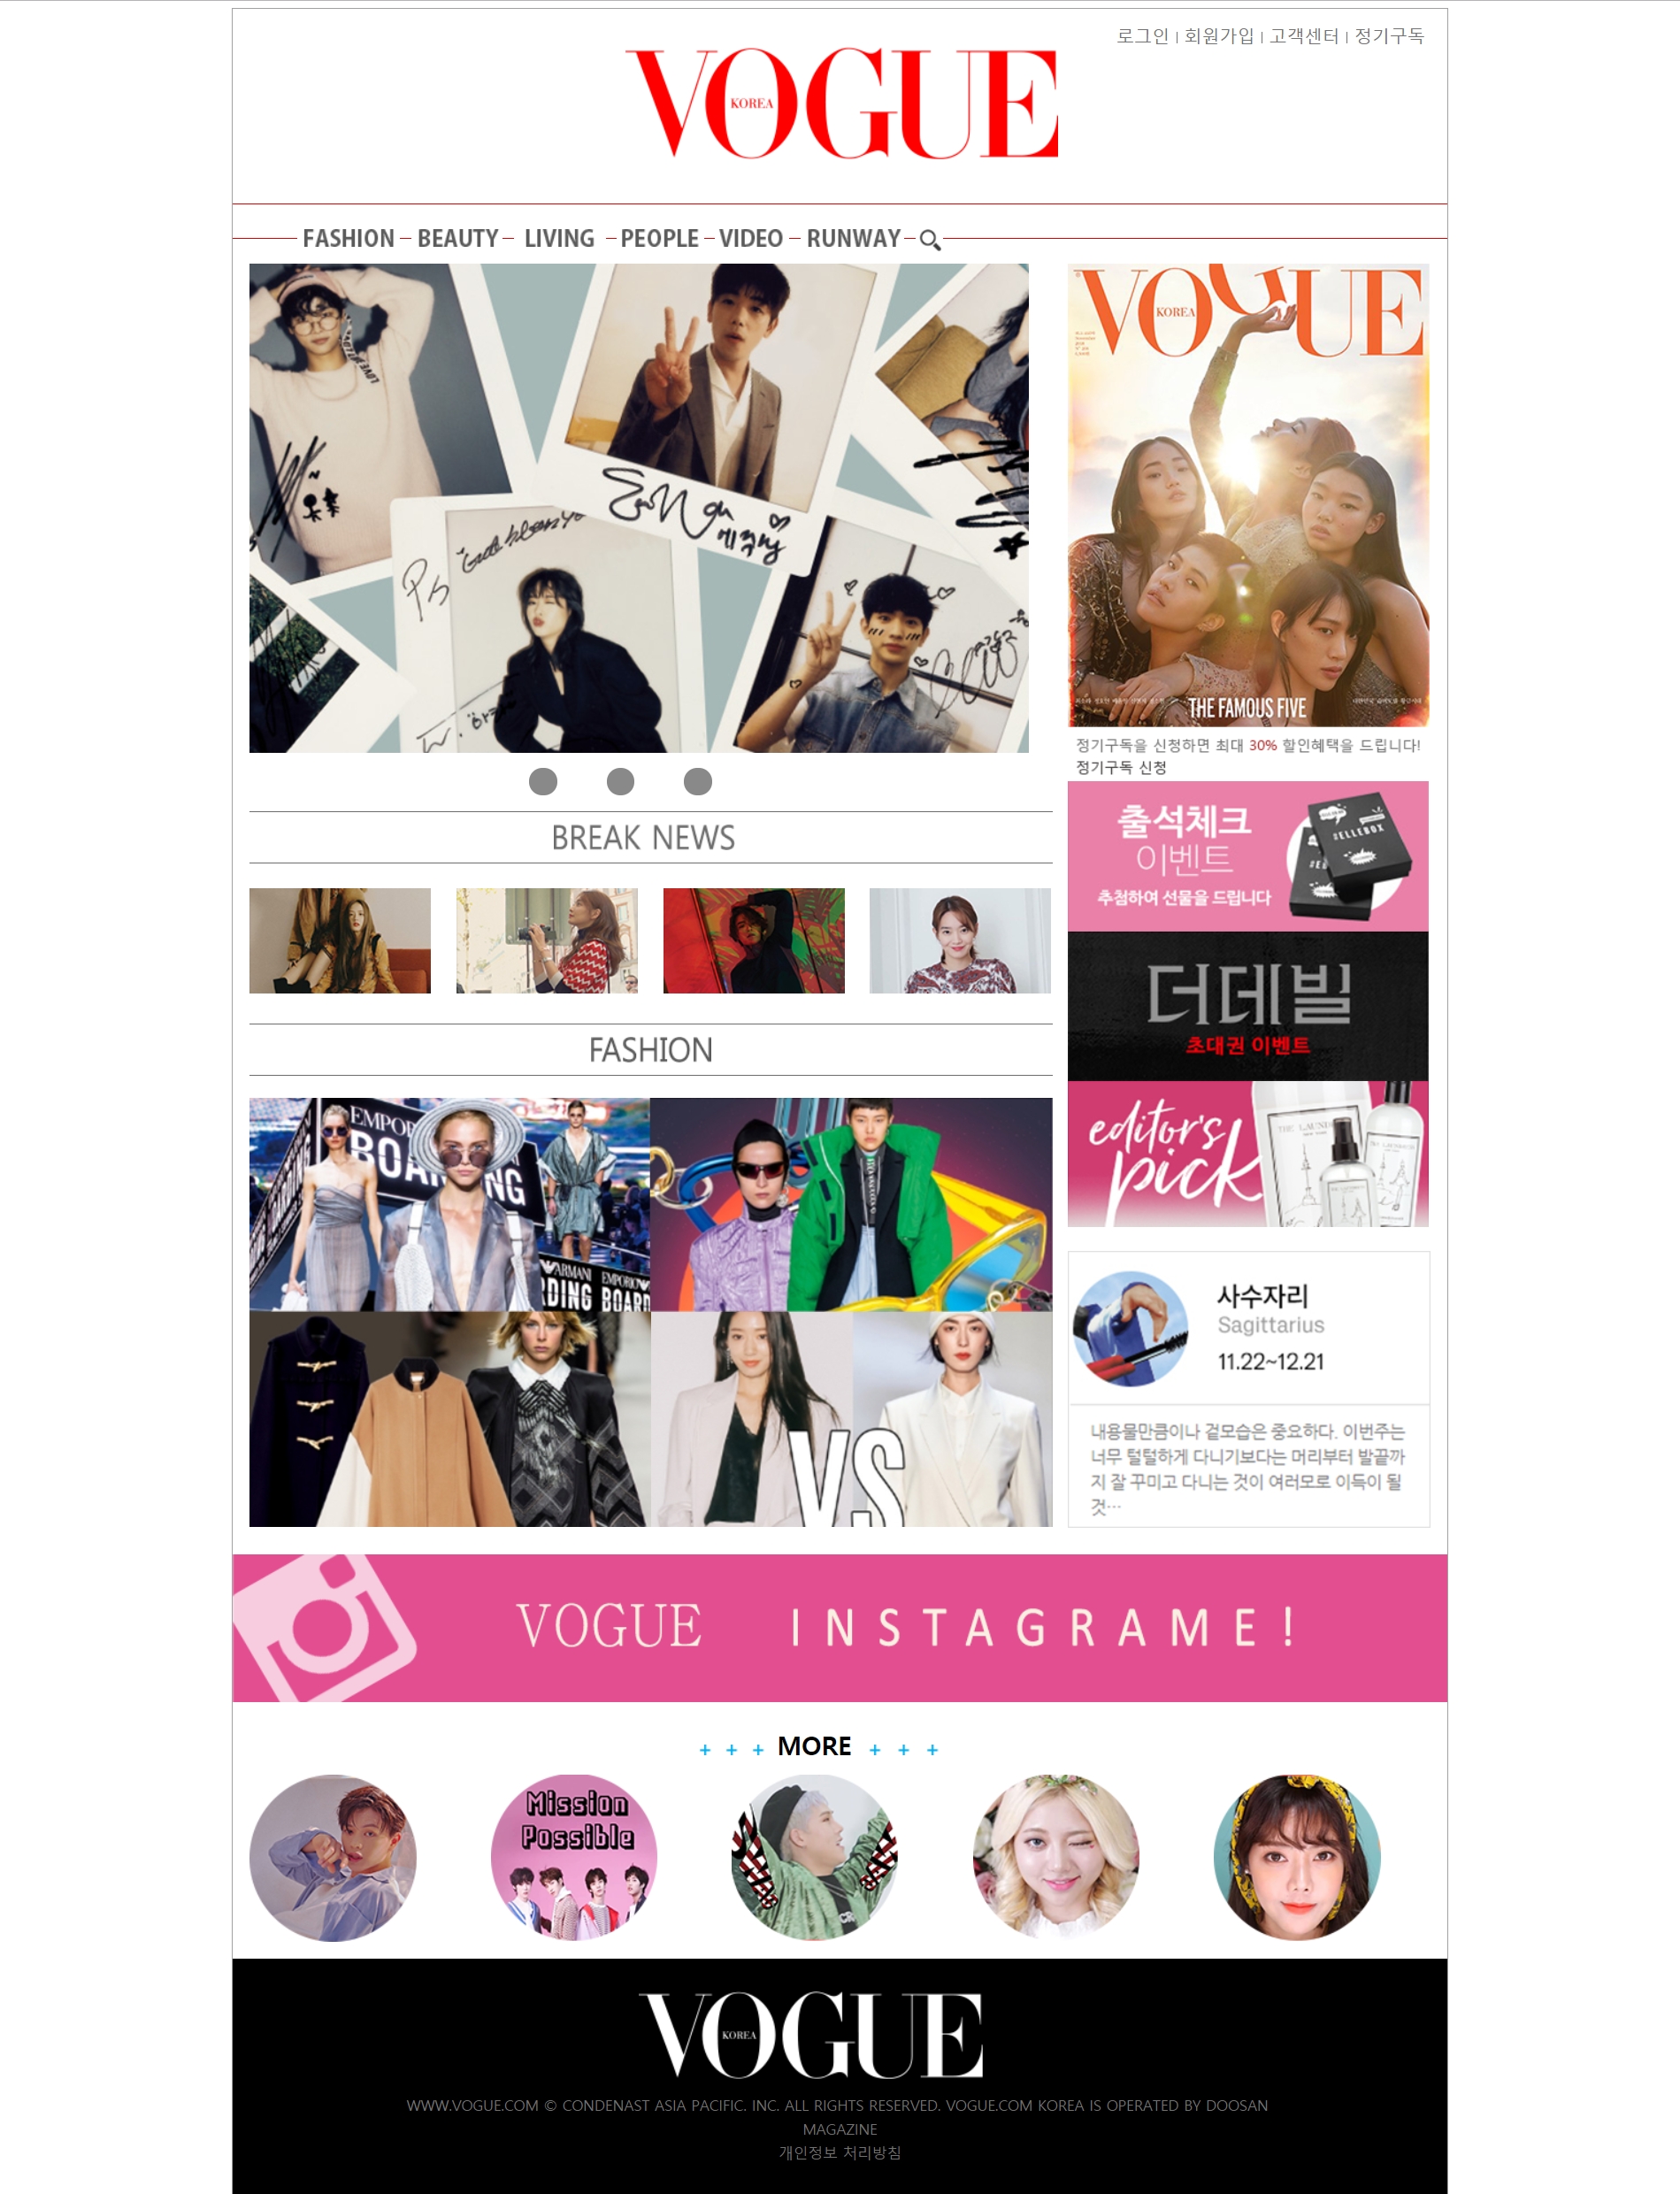 로그인 | 회원가입 | 고객센터 | 정기구독
VOGUE
KOREA
FASHION BEAUTY LIVING PEOPLE VIDEO RUNWAY
VOGUE
KOREA
THE FAMOUS FIVE
정기구독을 신청하면 최대 30% 할인혜택을 드립니다!
정기구독 신청
출석체크
이벤트
추첨하여 선물을 드립니다
ELLEBOX
더데빌
초대권 이벤트
editor's
pick
THE LAUNDRESS
사수자리
Sagittarius
11.22~12.21
내용물만큼이나 겉모습은 중요하다. 이번주는
너무 털털하게 다니기보다는 머리부터 발끝까
지 잘 꾸미고 다니는 것이 여러모로 이득이 될
것…
BREAK NEWS
FASHION
EMPOR
BOARDING
ARMANI EMPORIO
RDING BOARD
VS
VOGUE INSTAGRAME!
+ + + MORE + + +
Mission
Possible
VOGUE
KOREA
WWW.VOGUE.COM © CONDENAST ASIA PACIFIC. INC. ALL RIGHTS RESERVED. VOGUE.COM KOREA IS OPERATED BY DOOSAN
MAGAZINE
개인정보 처리방침